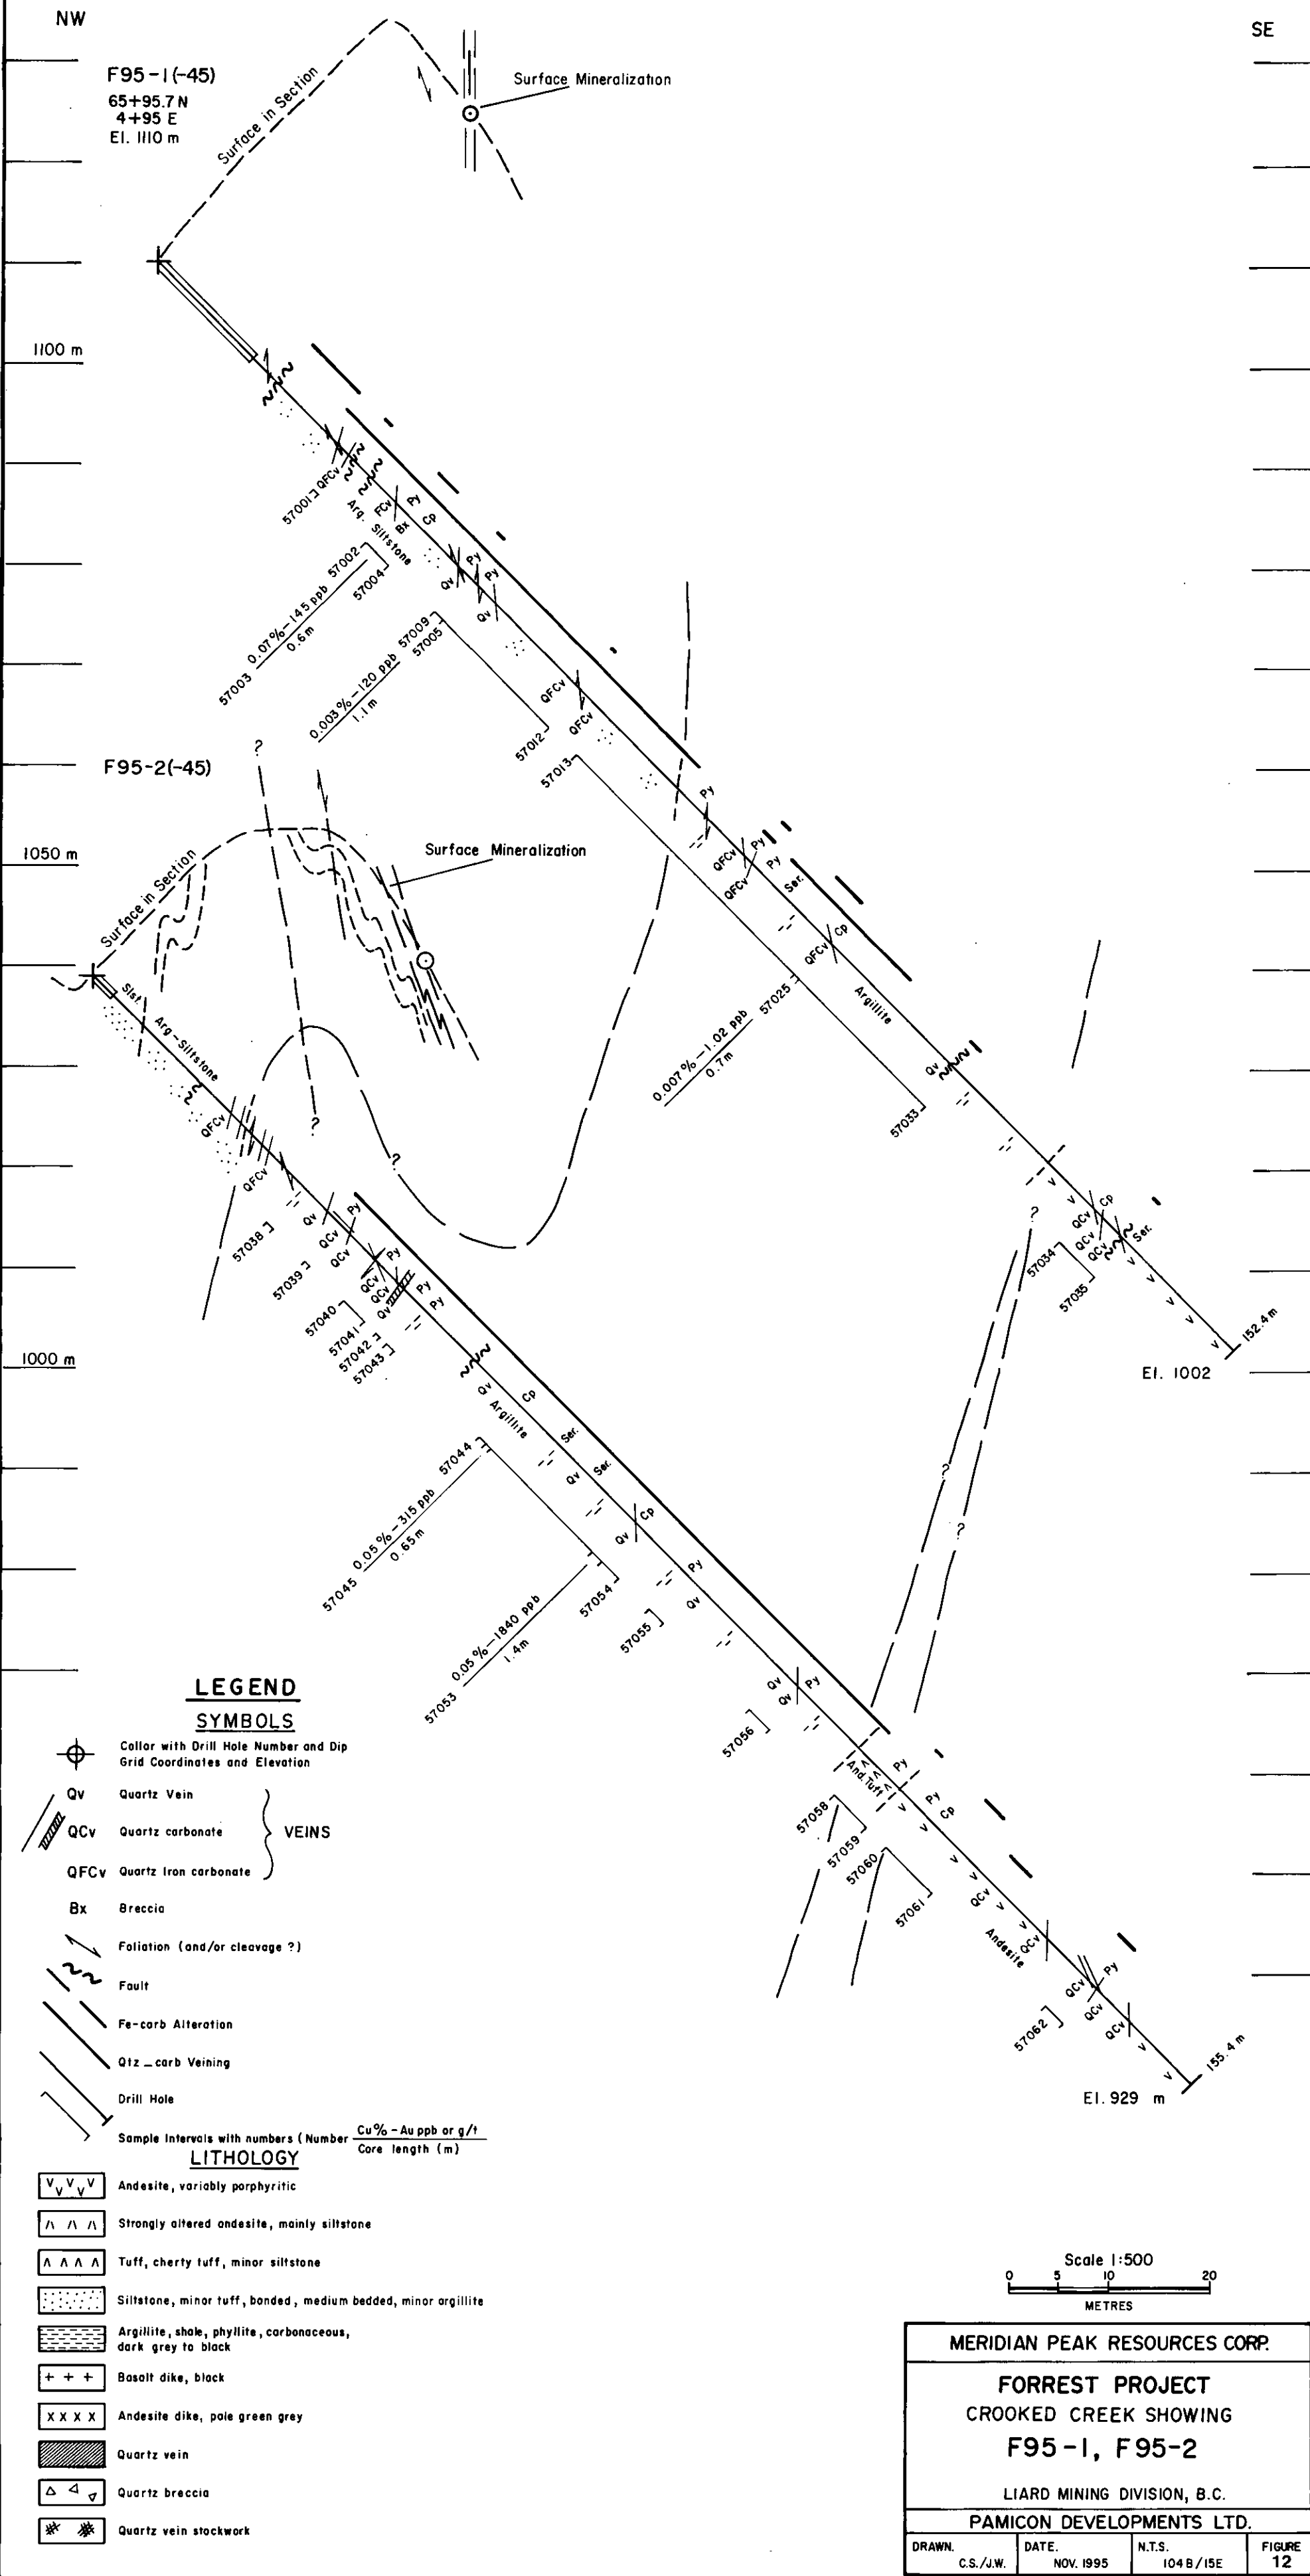 NW
SE
F95-1(-45)
65+95.7 N
4+95 E
El. 1110 m
Surface in Section
Surface Mineralization
1100 m
QFCv
57001
FCv
Py
Cp
Bx
Arg. Siltstone
57002
57004
Qv
Py
Py
Qv
57003
0.07%-145 ppb
0.6m
57009
57005
0.003%-120 ppb
1.1m
QFCv
QFCv
57012
57013
Py
F95-2(-45)
?
1050 m
Surface in Section
Surface Mineralization
QFCv
Py
QFCv
Py
Ser.
QFCv
Cp
Argillite
57025
0.007%-1.02 ppb
0.7m
Slst.
Arg-Siltstone
Qv
57033
QFCv
QFCv
?
?
57038
Qv
QCv
Py
QCv
57039
QCv
Py
QCv
Qv
Py
Py
57040
57041
57042
57043
QCv
Cp
QCv
QCv
Ser.
57034
57035
?
152.4m
El. 1002
1000 m
Qv
Argillite
Cp
Ser.
57044
Qv
Ser.
57045
0.05%-315 ppb
0.65m
Qv
Cp
Py
Qv
57054
57053
0.05%-1840 ppb
1.4m
57055
?
?
Qv
Qv
Py
57056
And. Tuff
Py
Py
Cp
57058
57059
57060
57061
QCv
Andesite
QCv
QCv
Py
QCv
QCv
57062
155.4m
El. 929 m
LEGEND
SYMBOLS
Collar with Drill Hole Number and Dip
Grid Coordinates and Elevation
Qv Quartz Vein
QCv Quartz carbonate
VEINS
QFCv Quartz Iron carbonate
Bx Breccia
Foliation (and/or cleavage ?)
Fault
Fe-carb Alteration
Qtz_carb Veining
Drill Hole
Sample Intervals with numbers (Number Cu% - Au ppb or g/t
Core length (m)
LITHOLOGY
Andesite, variably porphyritic
Strongly altered andesite, mainly siltstone
Tuff, cherty tuff, minor siltstone
Siltstone, minor tuff, bonded, medium bedded, minor argillite
Argillite, shale, phyllite, carbonaceous,
dark grey to black
Basalt dike, black
Andesite dike, pale green grey
Quartz vein
Quartz breccia
Quartz vein stockwork
Scale 1:500
0 5 10 20
METRES
MERIDIAN PEAK RESOURCES CORP.
FORREST PROJECT
CROOKED CREEK SHOWING
F95-1, F95-2
LIARD MINING DIVISION, B.C.
PAMICON DEVELOPMENTS LTD.
DRAWN. C.S./J.W.
DATE. NOV. 1995
N.T.S. 104 B/15E
FIGURE 12